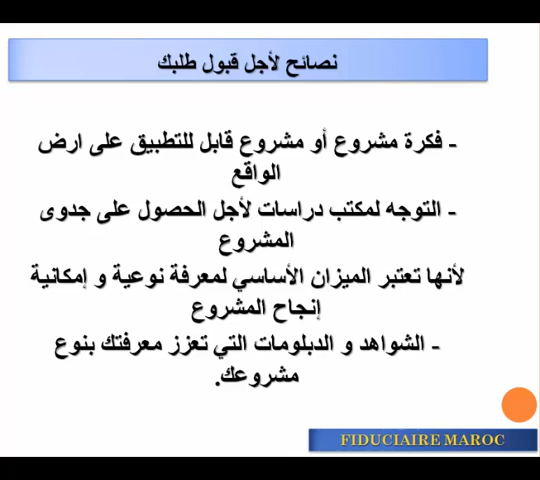 نصائح لأجل قبول طلبك
- فكرة مشروع أو مشروع قابل للتطبيق على ارض
الواقع
- التوجه لمكتب دراسات لأجل الحصول على جدوى
المشروع
لأنها تعتبر الميزان الأساسي لمعرفة نوعية و إمكانية
إنجاح المشروع
- الشواهد و الدبلومات التي تعزز معرفتك بنوع
مشروعك.
FIDUCIAIRE MAROC